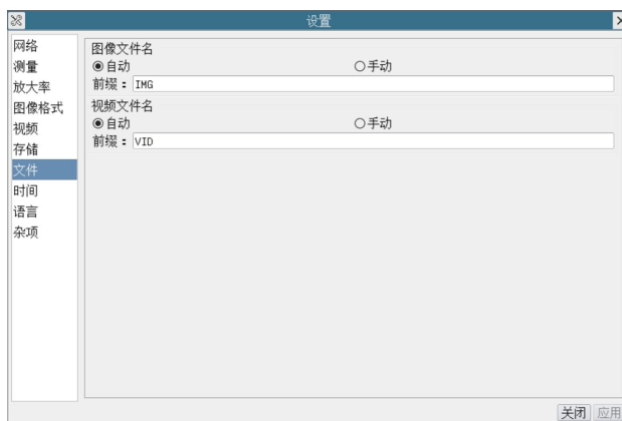 设置
网络
测量
放大率
图像格式
视频
存储
文件
时间
语言
杂项
图像文件名
自动 手动
前缀：IMG
视频文件名
自动 手动
前缀：VID
关闭 应用